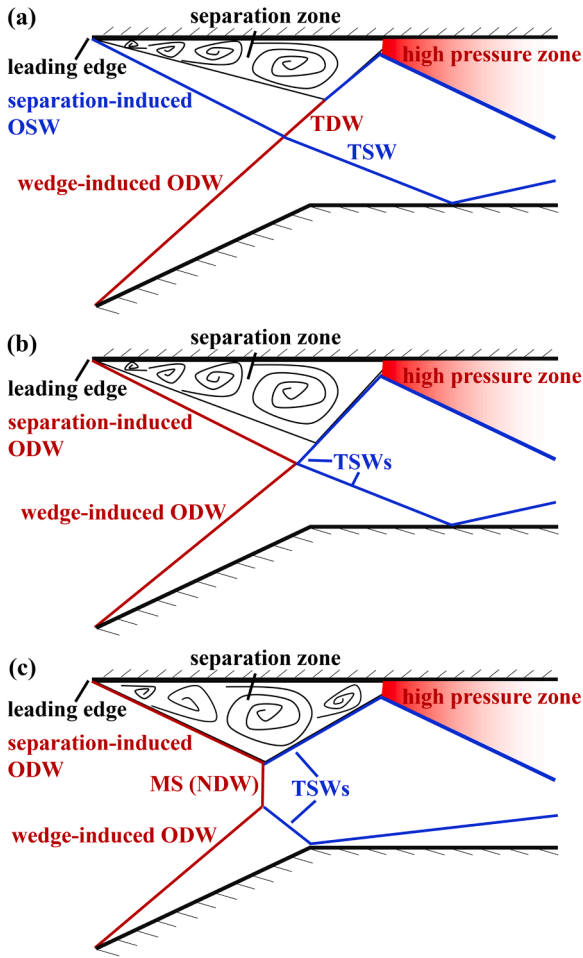 (a)
separation zone
leading edge
high pressure zone
separation-induced
OSW
TDW
TSW
wedge-induced ODW
(b)
separation zone
leading edge
high pressure zone
separation-induced
ODW
TSWs
wedge-induced ODW
(c)
separation zone
leading edge
high pressure zone
separation-induced
ODW
MS (NDW)
TSWs
wedge-induced ODW